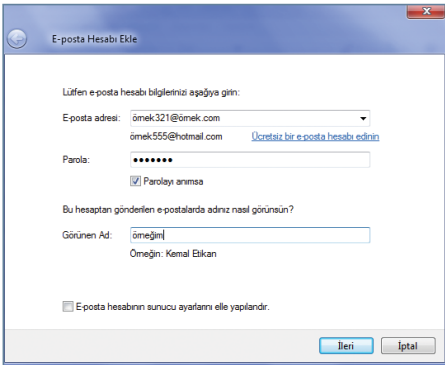 E-posta Hesabı Ekle
Lütfen e-posta hesabı bilgilerinizi aşağıya girin:
E-posta adresi: örnek321@örnek.com
örnek555@hotmail.com Ücretsiz bir e-posta hesabı edinin
Parola: •••••••
Parolayı anımsa
Bu hesaptan gönderilen e-postalarda adınız nasıl görünsün?
Görünen Ad: örneğim
Örneğin: Kemal Etikan
E-posta hesabının sunucu ayarlarını elle yapılandır.
İleri İptal